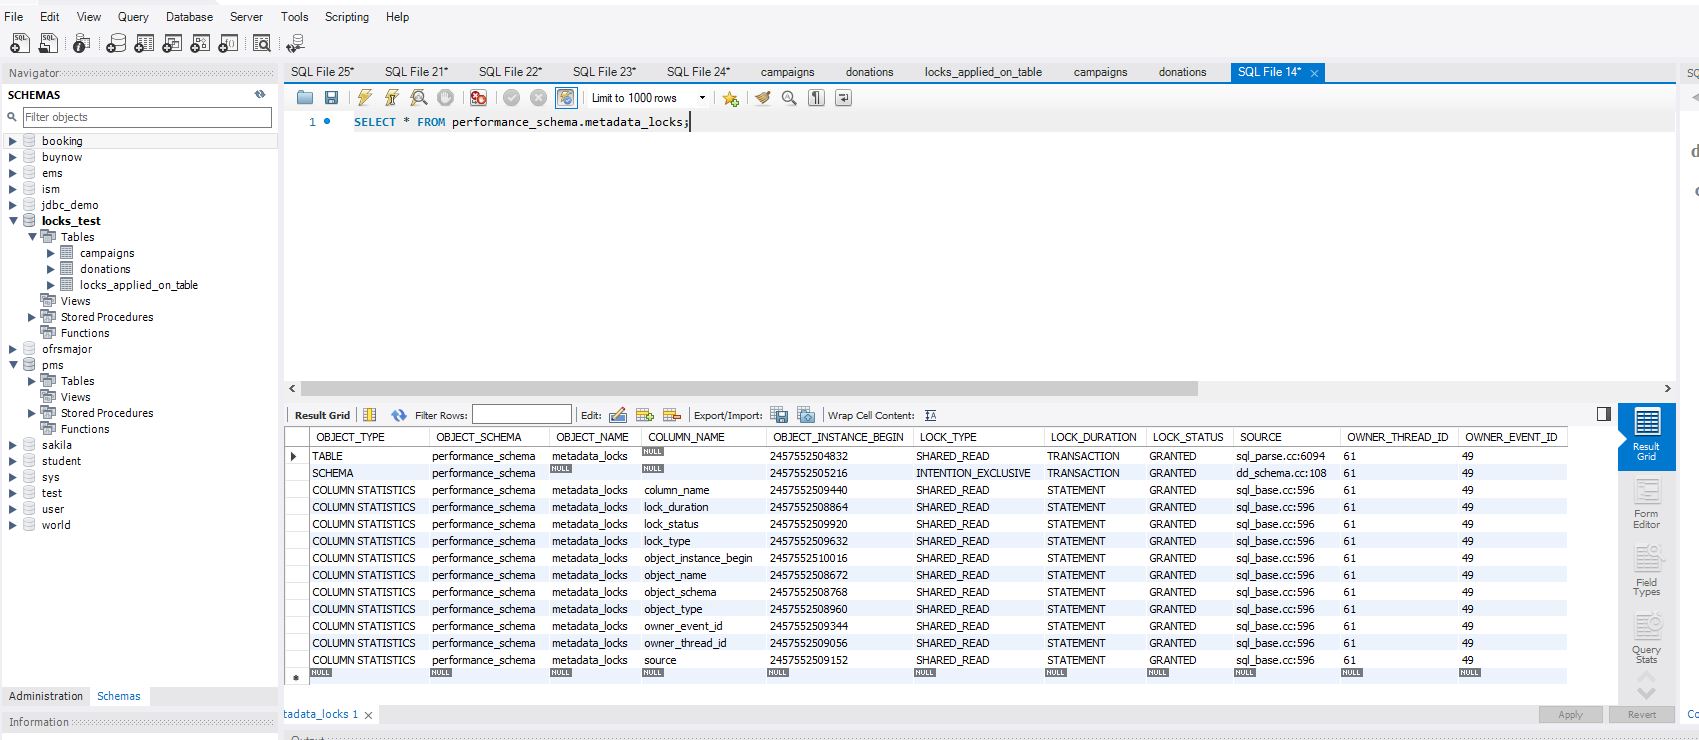 File Edit View Query Database Server Tools Scripting Help
Navigator
SCHEMAS
Filter objects
booking
buynow
ems
ism
jdbc_demo
locks_test
Tables
campaigns
donations
locks_applied_on_table
Views
Stored Procedures
Functions
ofrsmajor
pms
Tables
Views
Stored Procedures
Functions
sakila
student
sys
test
user
world
Administration Schemas
Information
SQL File 25* SQL File 21* SQL File 22* SQL File 23* SQL File 24* campaigns donations locks_applied_on_table campaigns donations SQL File 14*
Limit to 1000 rows
1 SELECT * FROM performance_schema.metadata_locks;
Result Grid Filter Rows: Edit: Export/Import: Wrap Cell Content:
OBJECT_TYPE OBJECT_SCHEMA OBJECT_NAME COLUMN_NAME OBJECT_INSTANCE_BEGIN LOCK_TYPE LOCK_DURATION LOCK_STATUS SOURCE OWNER_THREAD_ID OWNER_EVENT_ID
TABLE performance_schema metadata_locks NULL 2457552504832 SHARED_READ TRANSACTION GRANTED sql_parse.cc:6094 61 49
SCHEMA performance_schema NULL NULL 2457552505216 INTENTION_EXCLUSIVE TRANSACTION GRANTED dd_schema.cc:108 61 49
COLUMN STATISTICS performance_schema metadata_locks column_name 2457552509440 SHARED_READ STATEMENT GRANTED sql_base.cc:596 61 49
COLUMN STATISTICS performance_schema metadata_locks lock_duration 2457552508864 SHARED_READ STATEMENT GRANTED sql_base.cc:596 61 49
COLUMN STATISTICS performance_schema metadata_locks lock_status 2457552509920 SHARED_READ STATEMENT GRANTED sql_base.cc:596 61 49
COLUMN STATISTICS performance_schema metadata_locks lock_type 2457552509632 SHARED_READ STATEMENT GRANTED sql_base.cc:596 61 49
COLUMN STATISTICS performance_schema metadata_locks object_instance_begin 2457552510016 SHARED_READ STATEMENT GRANTED sql_base.cc:596 61 49
COLUMN STATISTICS performance_schema metadata_locks object_name 2457552508672 SHARED_READ STATEMENT GRANTED sql_base.cc:596 61 49
COLUMN STATISTICS performance_schema metadata_locks object_schema 2457552508768 SHARED_READ STATEMENT GRANTED sql_base.cc:596 61 49
COLUMN STATISTICS performance_schema metadata_locks object_type 2457552508960 SHARED_READ STATEMENT GRANTED sql_base.cc:596 61 49
COLUMN STATISTICS performance_schema metadata_locks owner_event_id 2457552509344 SHARED_READ STATEMENT GRANTED sql_base.cc:596 61 49
COLUMN STATISTICS performance_schema metadata_locks owner_thread_id 2457552509056 SHARED_READ STATEMENT GRANTED sql_base.cc:596 61 49
COLUMN STATISTICS performance_schema metadata_locks source 2457552509152 SHARED_READ STATEMENT GRANTED sql_base.cc:596 61 49
NULL NULL NULL NULL NULL NULL NULL NULL NULL NULL NULL
Result
Grid
Form
Editor
Field
Types
Query
Stats
tadata_locks 1
Apply Revert